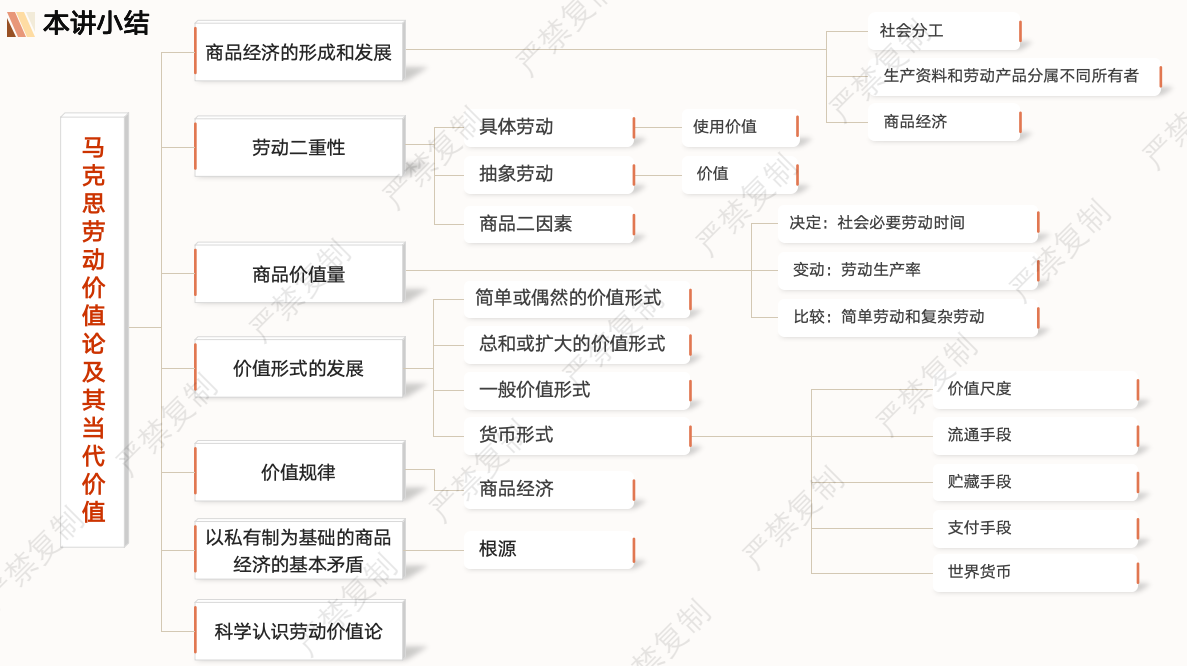 本讲小结
马克思劳动价值论及其当代价值
商品经济的形成和发展
社会分工
生产资料和劳动产品分属不同所有者
商品经济
劳动二重性
具体劳动
使用价值
抽象劳动
价值
商品二因素
商品价值量
决定：社会必要劳动时间
变动：劳动生产率
比较：简单劳动和复杂劳动
价值形式的发展
简单或偶然的价值形式
总和或扩大的价值形式
一般价值形式
货币形式
价值尺度
流通手段
贮藏手段
支付手段
世界货币
价值规律
商品经济
以私有制为基础的商品
经济的基本矛盾
根源
科学认识劳动价值论
严禁复制
严禁复制
严禁复制
严禁复制
严禁复制
严禁复制
严禁复制
严禁复制
严禁复制
严禁复制
严禁复制
严禁复制
严禁复制
严禁复制